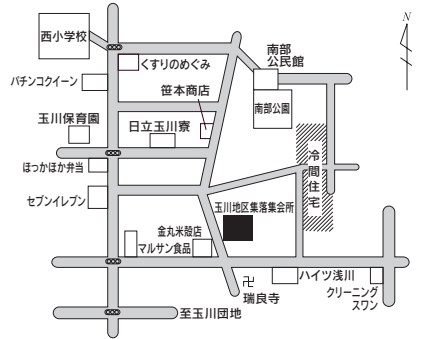 N
西小学校
くすりのめぐみ
南部
公民館
パチンコクイーン
笹本商店
南部公園
玉川保育園
日立玉川寮
冷間住宅
ほっかほか弁当
セブンイレブン
玉川地区集落集会所
金丸米殻店
マルサン食品
卍
瑞良寺
ハイツ浅川
クリーニング
スワン
至玉川団地